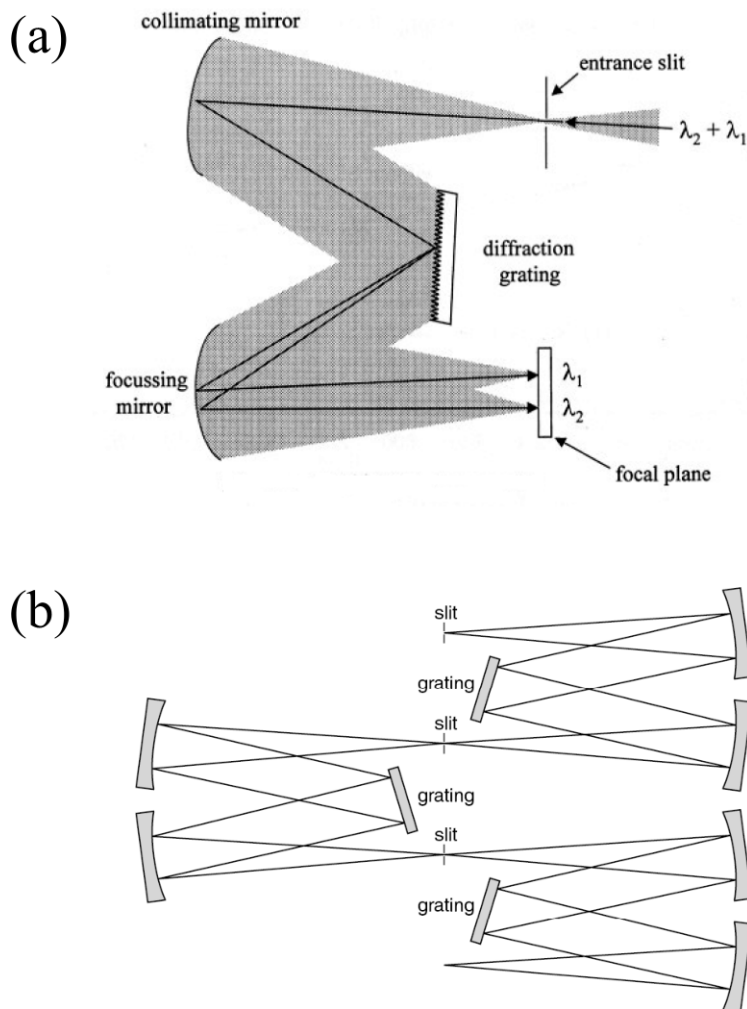 (a)
collimating mirror
entrance slit
λ₂ + λ₁
diffraction
grating
focussing
mirror
λ₁
λ₂
focal plane
(b)
slit
grating
slit
grating
slit
grating